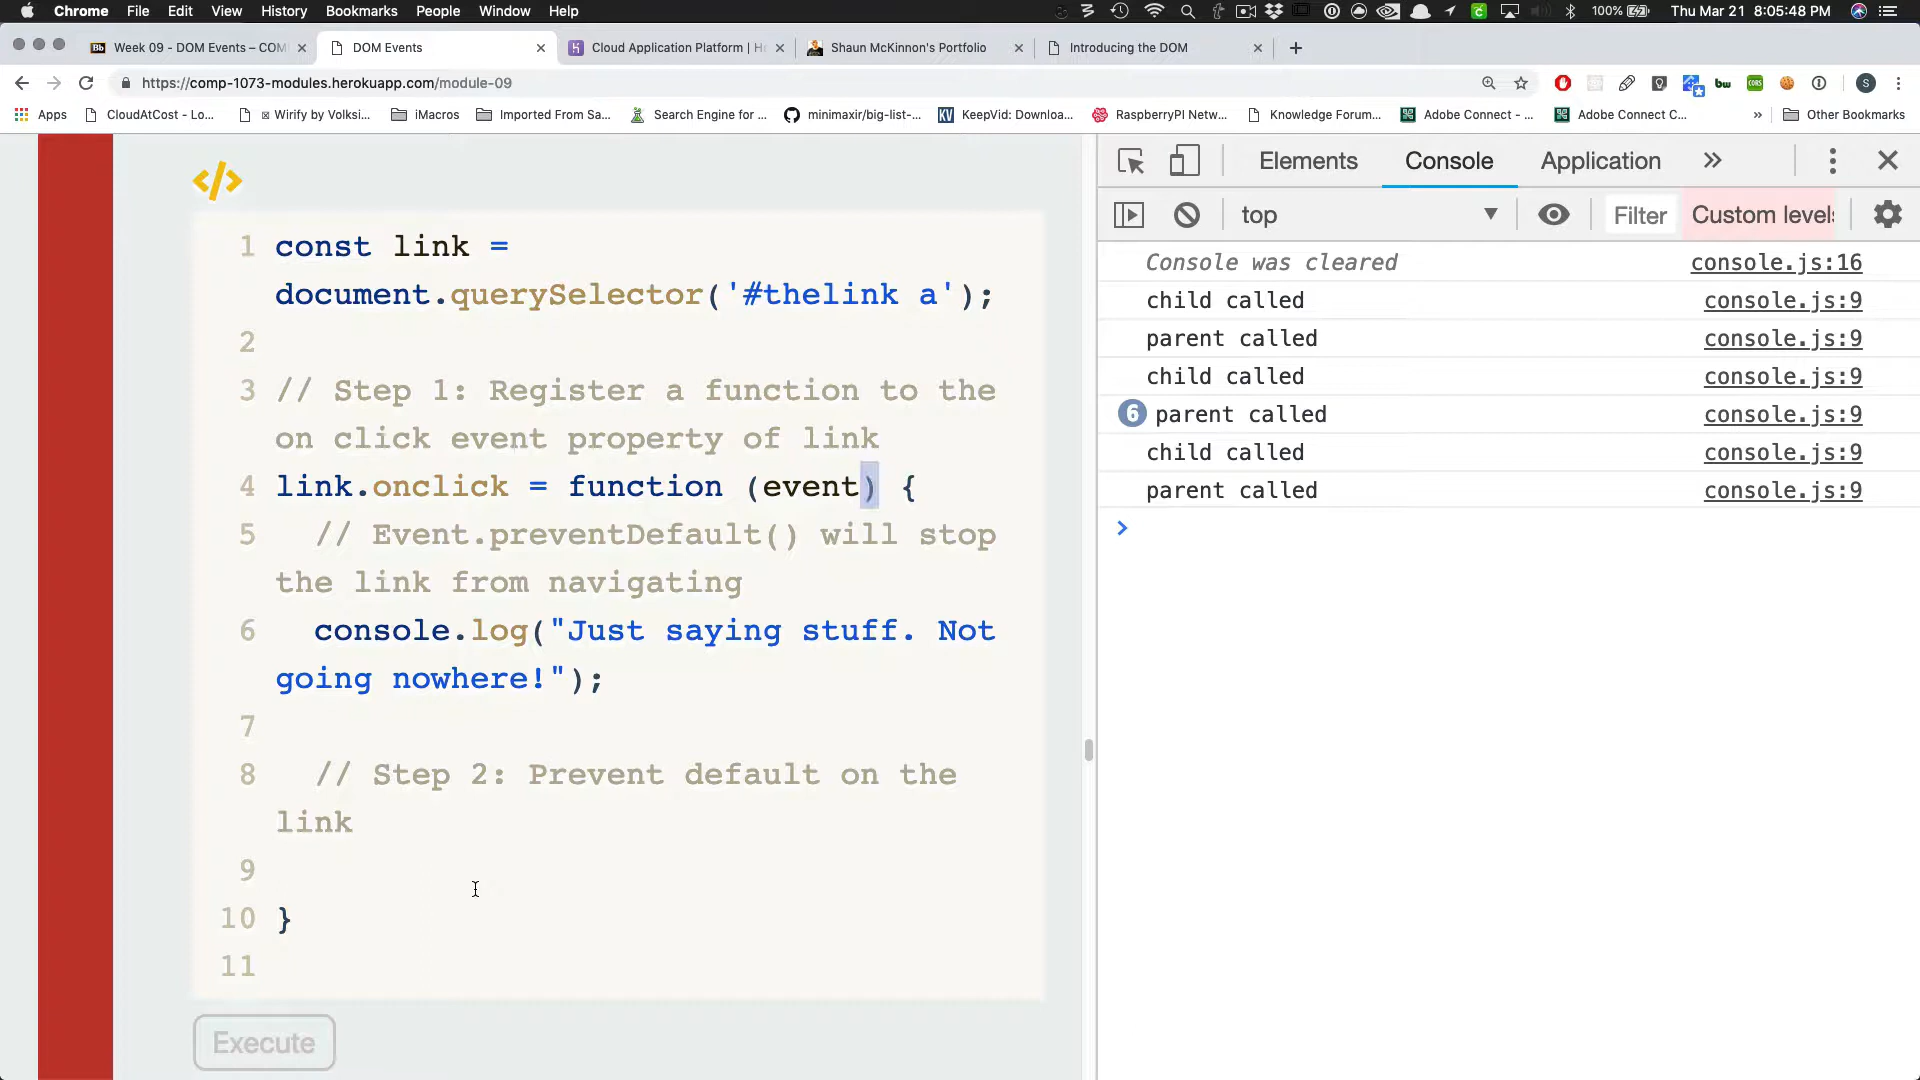 Chrome File Edit View History Bookmarks People Window Help 100% Thu Mar 21 8:05:48 PM
Week 09 - DOM Events – COM DOM Events Cloud Application Platform | He Shaun McKinnon's Portfolio Introducing the DOM
https://comp-1073-modules.herokuapp.com/module-09
Apps CloudAtCost - Lo... Wirify by Volksi... iMacros Imported From Sa... Search Engine for ... minimaxir/big-list-... KeepVid: Downloa... RaspberryPI Netwo... Knowledge Forum... Adobe Connect - ... Adobe Connect C... » Other Bookmarks
</>
1 const link =
document.querySelector('#thelink a');
2
3 // Step 1: Register a function to the
on click event property of link
4 link.onclick = function (event) {
5 // Event.preventDefault() will stop
the link from navigating
6 console.log("Just saying stuff. Not
going nowhere!");
7
8 // Step 2: Prevent default on the
link
9
10 }
11
Execute
Elements Console Application »
top Filter Custom levels
Console was cleared console.js:16
child called console.js:9
parent called console.js:9
child called console.js:9
6 parent called console.js:9
child called console.js:9
parent called console.js:9
>